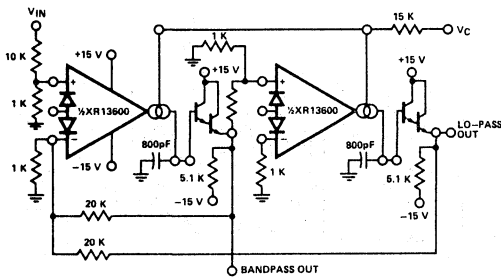 VIN
10 K
1 K
1 K
+15 V
+
½XR13600
−
-15 V
800pF
+15 V
5.1 K
-15 V
20 K
20 K
BANDPASS OUT
1 K
+
½XR13600
−
1 K
800pF
15 K
VC
+15 V
LO-PASS
OUT
5.1 K
-15 V